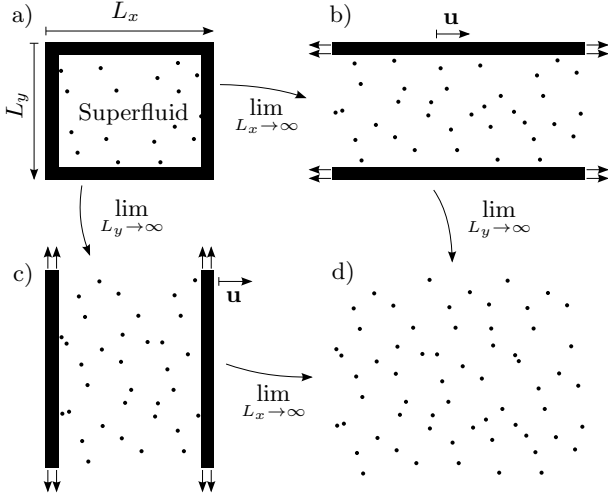 a)
L_x
L_y
Superfluid
lim
L_x→∞
b)
u
lim
L_y→∞
lim
L_y→∞
c)
u
lim
L_x→∞
d)